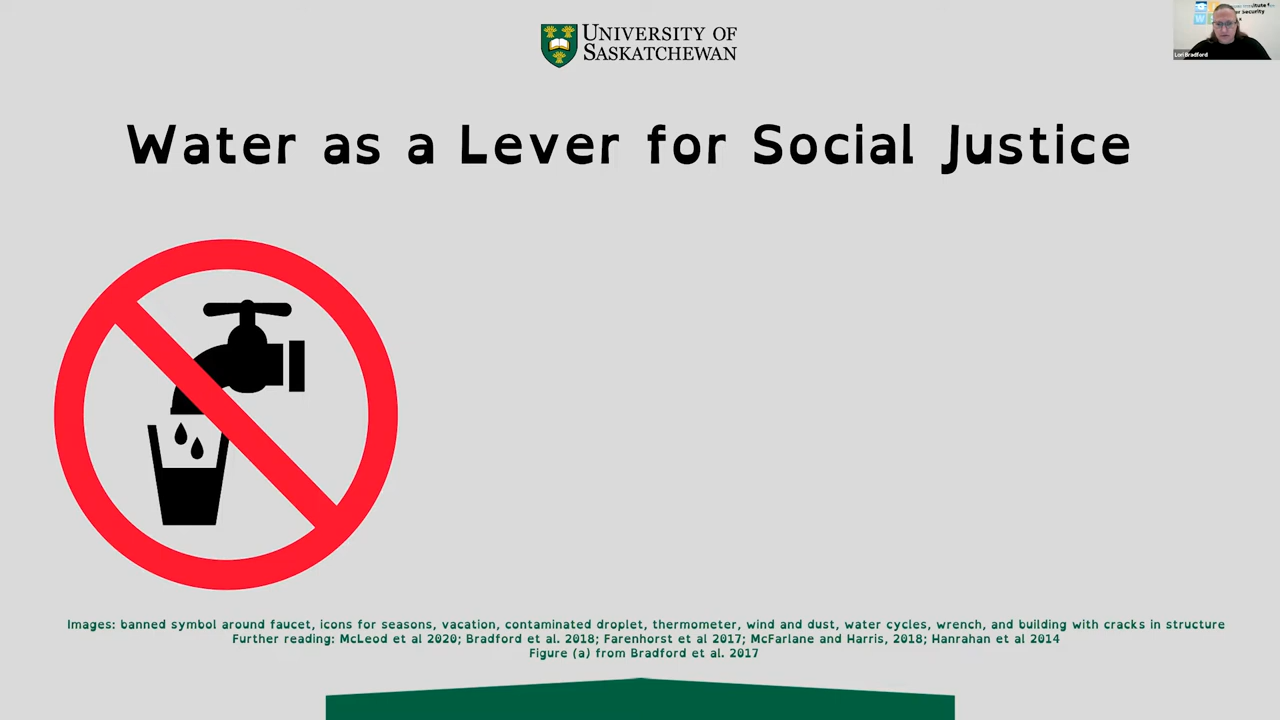 UNIVERSITY OF
SASKATCHEWAN
Lori Bradford
Water as a Lever for Social Justice
Images: banned symbol around faucet, icons for seasons, vacation, contaminated droplet, thermometer, wind and dust, water cycles, wrench, and building with cracks in structure
Further reading: McLeod et al 2020; Bradford et al. 2018; Farenhorst et al 2017; McFarlane and Harris, 2018; Hanrahan et al 2014
Figure (a) from Bradford et al. 2017